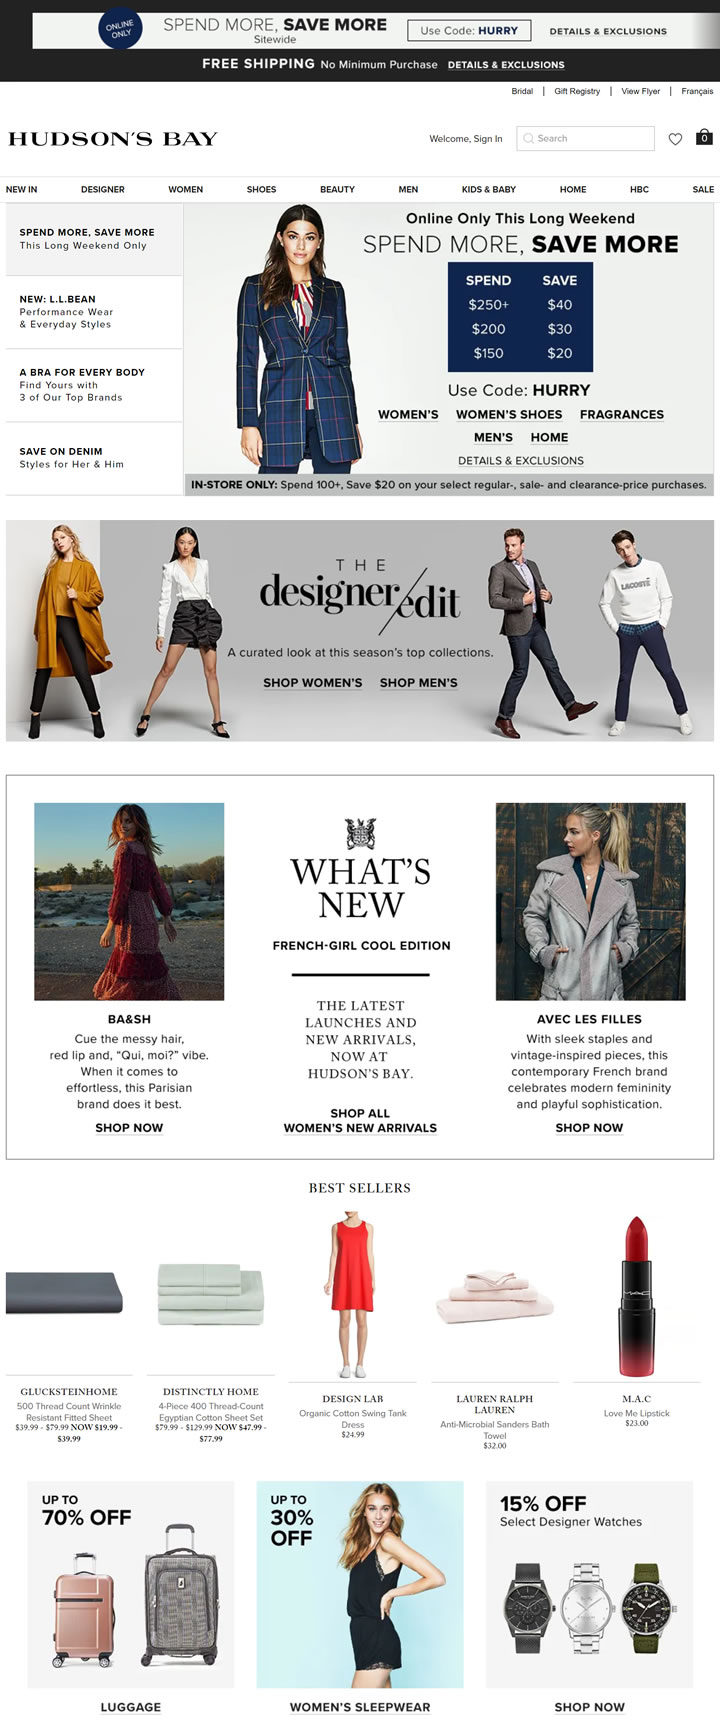 ONLINE
ONLY
SPEND MORE, SAVE MORE
Sitewide
Use Code: HURRY
DETAILS & EXCLUSIONS
FREE SHIPPING No Minimum Purchase DETAILS & EXCLUSIONS
Bridal | Gift Registry | View Flyer | Français
HUDSON'S BAY
Welcome, Sign In
Search
0
NEW IN DESIGNER WOMEN SHOES BEAUTY MEN KIDS & BABY HOME HBC SALE
SPEND MORE, SAVE MORE
This Long Weekend Only
NEW: L.L.BEAN
Performance Wear
& Everyday Styles
A BRA FOR EVERY BODY
Find Yours with
3 of Our Top Brands
SAVE ON DENIM
Styles for Her & Him
Online Only This Long Weekend
SPEND MORE, SAVE MORE
SPEND SAVE
$250+ $40
$200 $30
$150 $20
Use Code: HURRY
WOMEN'S WOMEN'S SHOES FRAGRANCES
MEN'S HOME
DETAILS & EXCLUSIONS
IN-STORE ONLY: Spend 100+, Save $20 on your select regular-, sale- and clearance-price purchases.
THE
designer/edit
A curated look at this season's top collections.
SHOP WOMEN'S SHOP MEN'S
LACOSTE
WHAT'S
NEW
FRENCH-GIRL COOL EDITION
THE LATEST
LAUNCHES AND
NEW ARRIVALS,
NOW AT
HUDSON'S BAY.
SHOP ALL
WOMEN'S NEW ARRIVALS
BA&SH
Cue the messy hair,
red lip and, “Qui, moi?” vibe.
When it comes to
effortless, this Parisian
brand does it best.
SHOP NOW
AVEC LES FILLES
With sleek staples and
vintage-inspired pieces, this
contemporary French brand
celebrates modern femininity
and playful sophistication.
SHOP NOW
BEST SELLERS
GLUCKSTEINHOME
500 Thread Count Wrinkle
Resistant Fitted Sheet
$39.99 - $79.99 NOW $19.99 -
$39.99
DISTINCTLY HOME
4-Piece 400 Thread-Count
Egyptian Cotton Sheet Set
$79.99 - $129.99 NOW $47.99 -
$77.99
DESIGN LAB
Organic Cotton Swing Tank
Dress
$24.99
LAUREN RALPH
LAUREN
Anti-Microbial Sanders Bath
Towel
$32.00
MAC
M.A.C
Love Me Lipstick
$23.00
UP TO
70% OFF
LUGGAGE
UP TO
30%
OFF
WOMEN'S SLEEPWEAR
15% OFF
Select Designer Watches
SHOP NOW